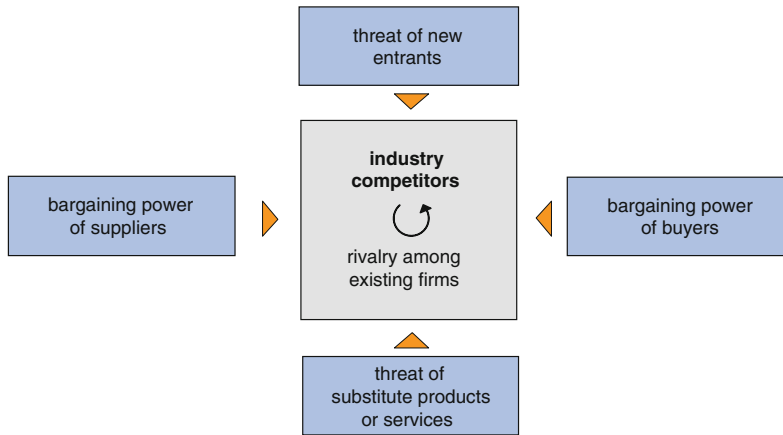 threat of new
entrants
industry
competitors
rivalry among
existing firms
bargaining power
of suppliers
bargaining power
of buyers
threat of
substitute products
or services